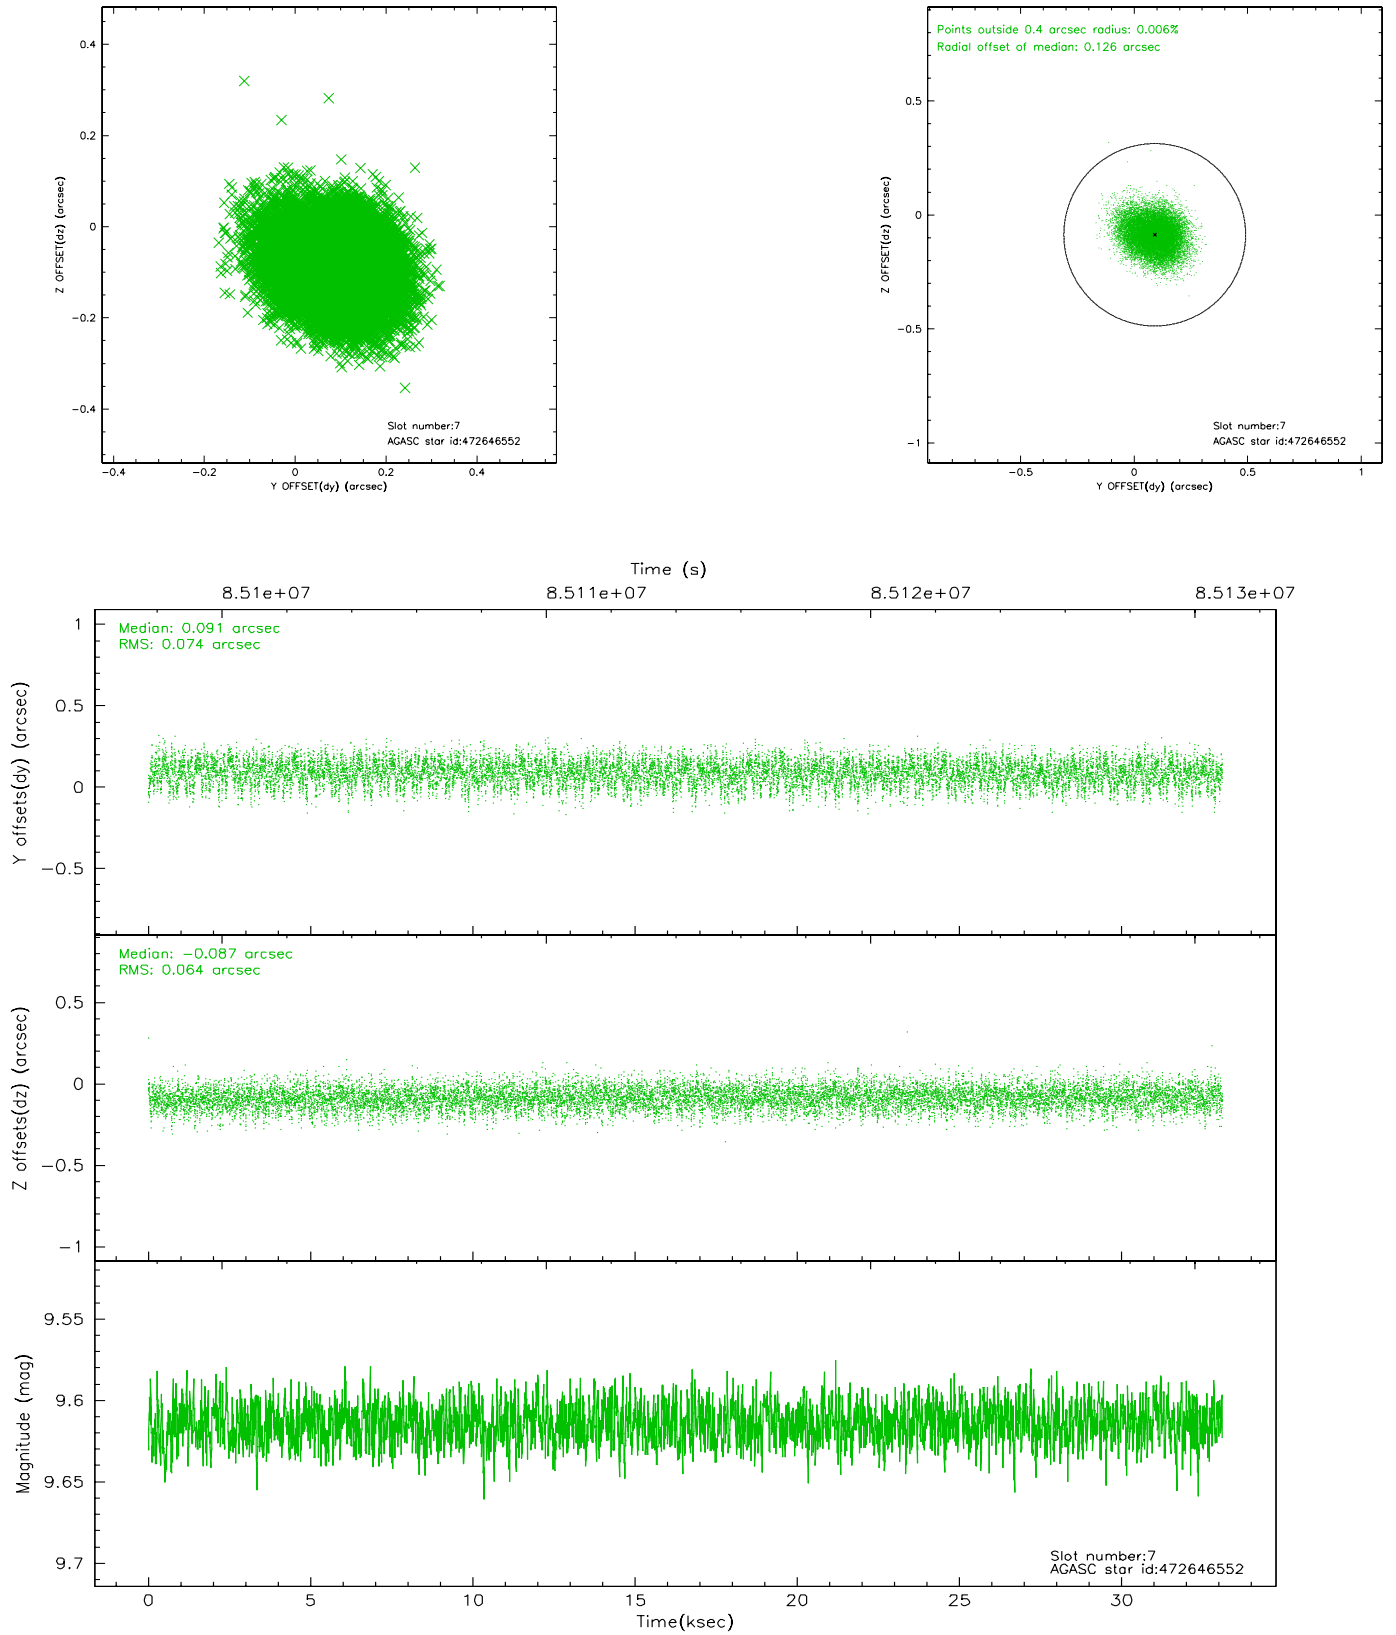 0.4
0.2
0
−0.2
−0.4
Z OFFSET(dz) (arcsec)
Slot number:7
AGASC star id:472646552
−0.4
−0.2
0
0.2
0.4
Y OFFSET(dy) (arcsec)
Points outside 0.4 arcsec radius: 0.006%
Radial offset of median: 0.126 arcsec
0.5
0
−0.5
−1
Z OFFSET(dz) (arcsec)
Slot number:7
AGASC star id:472646552
−0.5
0
0.5
1
Y OFFSET(dy) (arcsec)
Time (s)
8.51e+07
8.511e+07
8.512e+07
8.513e+07
Median: 0.091 arcsec
RMS: 0.074 arcsec
1
0.5
0
−0.5
Y offsets(dy) (arcsec)
Median: −0.087 arcsec
RMS: 0.064 arcsec
0.5
0
−0.5
−1
Z offsets(dz) (arcsec)
9.55
9.6
9.65
9.7
Magnitude (mag)
Slot number:7
AGASC star id:472646552
0
5
10
15
20
25
30
Time(ksec)